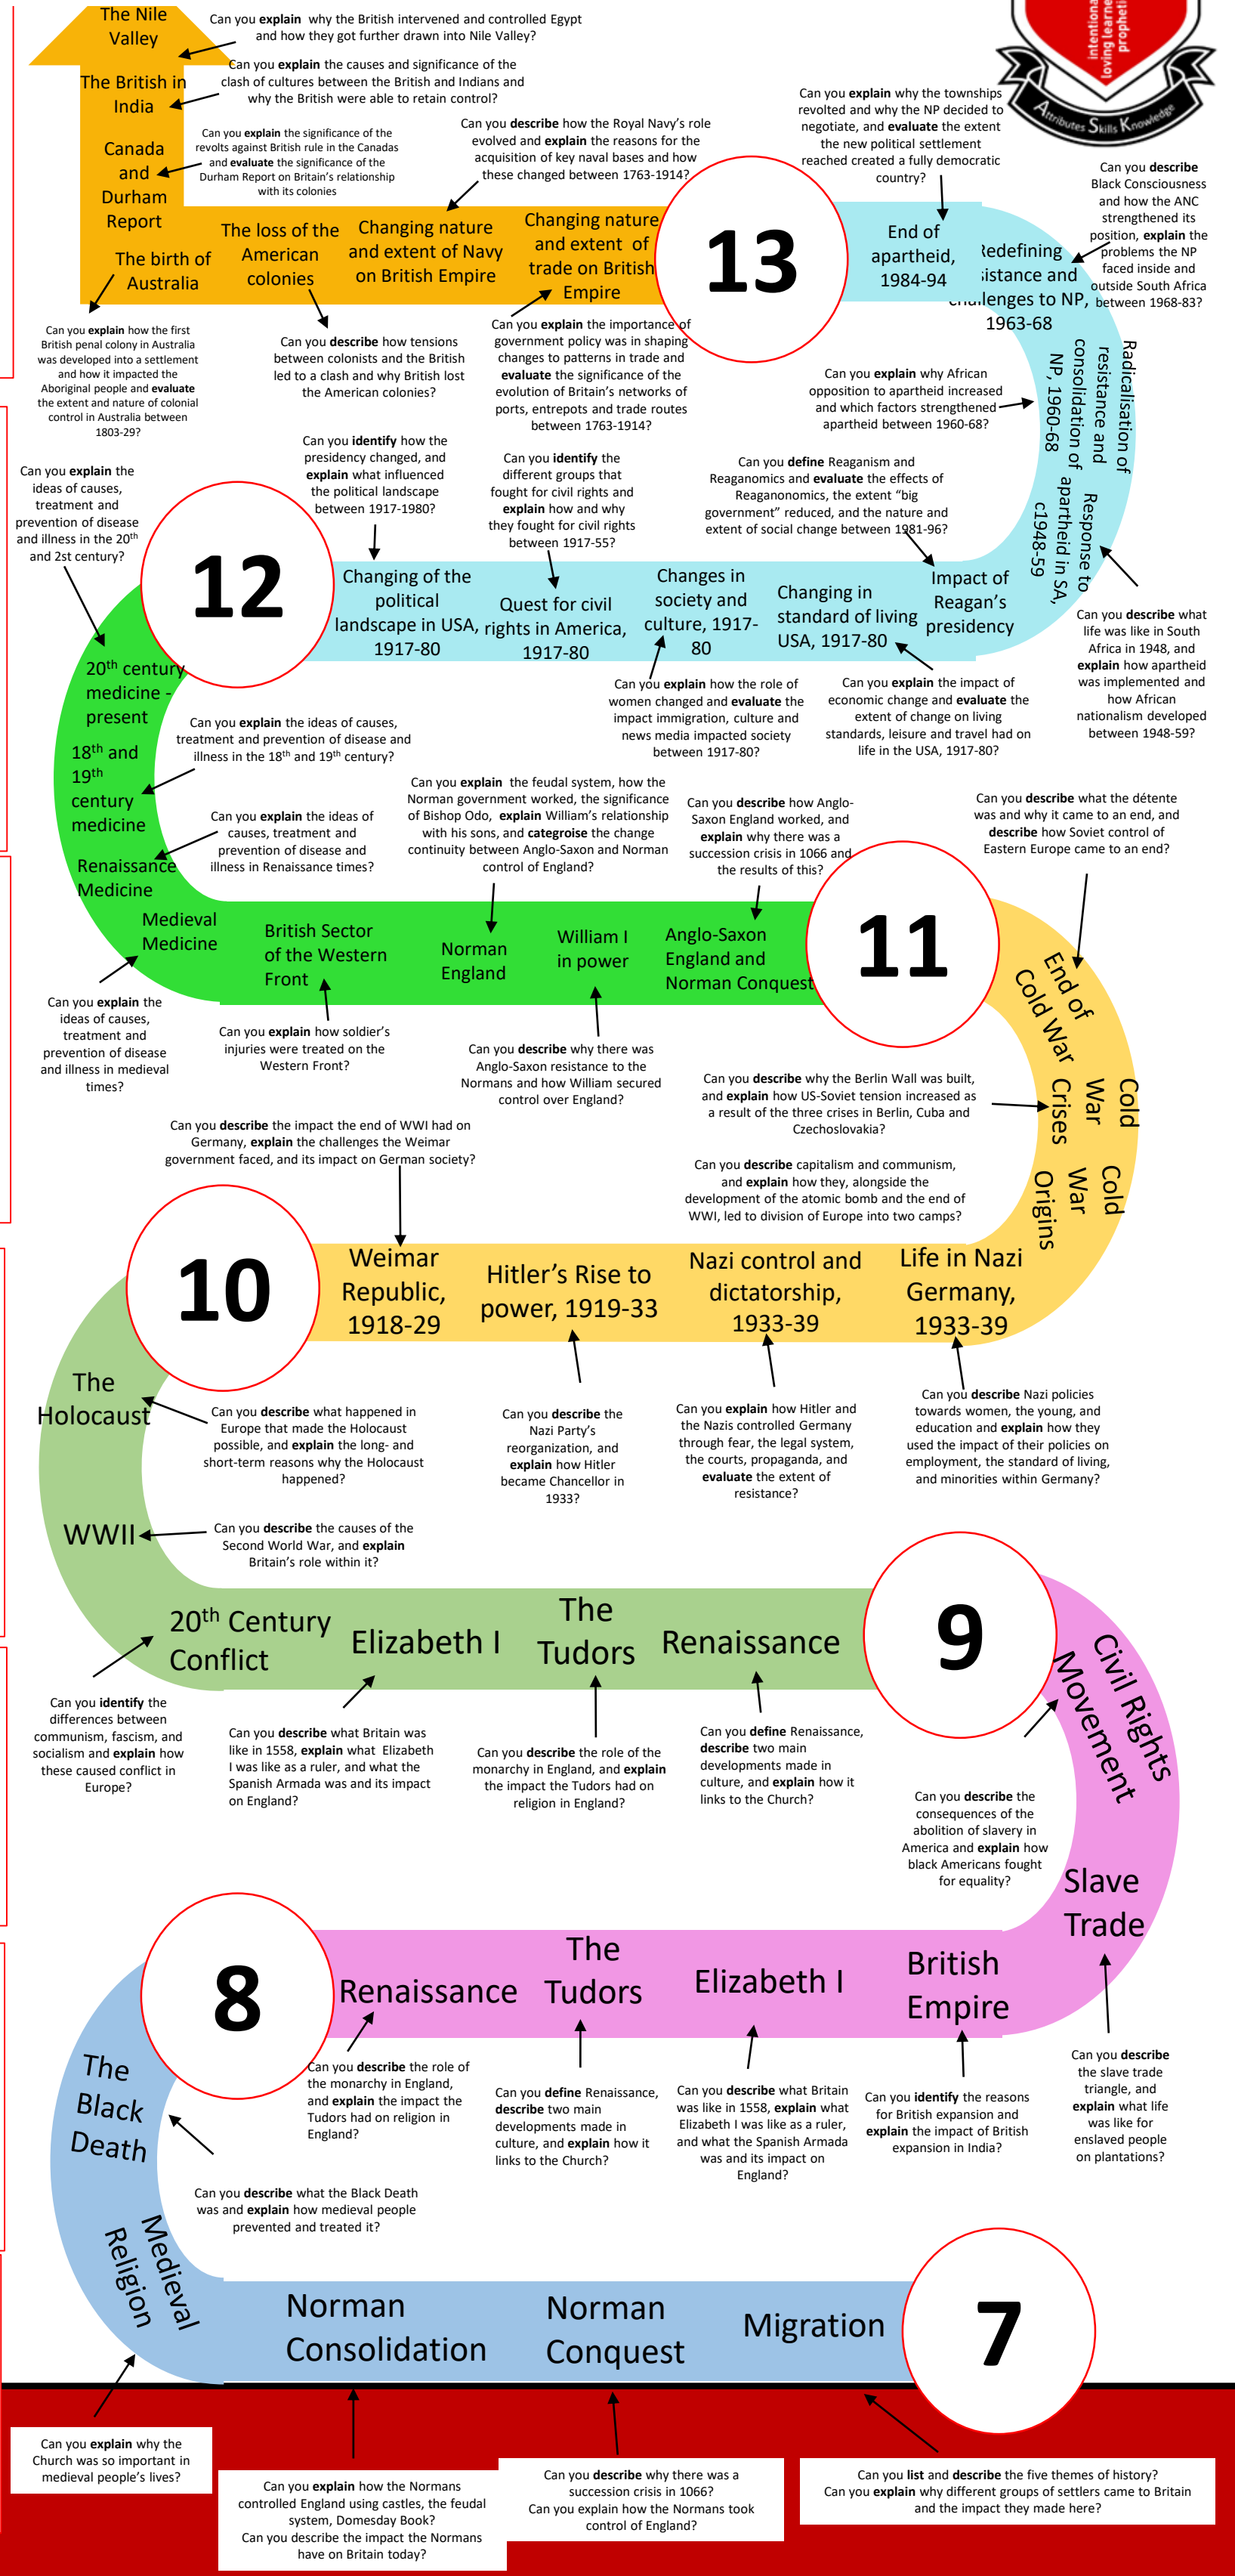 The Nile
Valley
Can you explain why the British intervened and controlled Egypt
and how they got further drawn into Nile Valley?
The British in
India
Can you explain the causes and significance of the
clash of cultures between the British and Indians and
why the British were able to retain control?
Canada
and
Durham
Report
Can you explain the significance of the
revolts against British rule in the Canadas
and evaluate the significance of the
Durham Report on Britain's relationship
with its colonies
Can you describe how the Royal Navy's role
evolved and explain the reasons for the
acquisition of key naval bases and how
these changed between 1763-1914?
Can you explain why the townships
revolted and why the NP decided to
negotiate, and evaluate the extent
the new political settlement
reached created a fully democratic
country?
intentional
loving learners
prophetic
Attributes Skills Knowledge
Can you describe
Black Consciousness
and how the ANC
strengthened its
position, explain the
problems the NP
faced inside and
outside South Africa
between 1968-83?
The birth of
Australia
The loss of the
American
colonies
Changing nature
and extent of Navy
on British Empire
Changing nature
and extent of
trade on British
Empire
13
End of
apartheid,
1984-94
Redefining
resistance and
challenges to NP,
1963-68
Can you explain how the first
British penal colony in Australia
was developed into a settlement
and how it impacted the
Aboriginal people and evaluate
the extent and nature of colonial
control in Australia between
1803-29?
Can you describe how tensions
between colonists and the British
led to a clash and why British lost
the American colonies?
Can you explain the importance of
government policy was in shaping
changes to patterns in trade and
evaluate the significance of the
evolution of Britain's networks of
ports, entrepots and trade routes
between 1763-1914?
Can you explain why African
opposition to apartheid increased
and which factors strengthened
apartheid between 1960-68?
Radicalisation of
resistance and
consolidation of
NP, 1960-68
Can you explain the
ideas of causes,
treatment and
prevention of disease
and illness in the 20th
and 2st century?
Can you identify how the
presidency changed, and
explain what influenced
the political landscape
between 1917-1980?
Can you identify the
different groups that
fought for civil rights and
explain how and why
they fought for civil rights
between 1917-55?
Can you define Reaganism and
Reaganomics and evaluate the effects of
Reaganonomics, the extent “big
government” reduced, and the nature and
extent of social change between 1981-96?
Response to
apartheid in SA,
c1948-59
12
Changing of the
political
landscape in USA,
1917-80
Quest for civil
rights in America,
1917-80
Changes in
society and
culture, 1917-
80
Changing in
standard of living
USA, 1917-80
Impact of
Reagan's
presidency
Can you describe what
life was like in South
Africa in 1948, and
explain how apartheid
was implemented and
how African
nationalism developed
between 1948-59?
20th century
medicine -
present
Can you explain how the role of
women changed and evaluate the
impact immigration, culture and
news media impacted society
between 1917-80?
Can you explain the impact of
economic change and evaluate the
extent of change on living
standards, leisure and travel had on
life in the USA, 1917-80?
18th and
19th
century
medicine
Can you explain the ideas of causes,
treatment and prevention of disease and
illness in the 18th and 19th century?
Renaissance
Medicine
Can you explain the ideas of
causes, treatment and
prevention of disease and
illness in Renaissance times?
Can you explain the feudal system, how the
Norman government worked, the significance
of Bishop Odo, explain William's relationship
with his sons, and categroise the change
continuity between Anglo-Saxon and Norman
control of England?
Can you describe how Anglo-
Saxon England worked, and
explain why there was a
succession crisis in 1066 and
the results of this?
Can you describe what the détente
was and why it came to an end, and
describe how Soviet control of
Eastern Europe came to an end?
Medieval
Medicine
British Sector
of the Western
Front
Norman
England
William I
in power
Anglo-Saxon
England and
Norman Conquest
11
End of
Cold War
Can you explain the
ideas of causes,
treatment and
prevention of disease
and illness in medieval
times?
Can you explain how soldier's
injuries were treated on the
Western Front?
Can you describe why there was
Anglo-Saxon resistance to the
Normans and how William secured
control over England?
Can you describe why the Berlin Wall was built,
and explain how US-Soviet tension increased as
a result of the three crises in Berlin, Cuba and
Czechoslovakia?
Cold
War
Crises
Can you describe the impact the end of WWI had on
Germany, explain the challenges the Weimar
government faced, and its impact on German society?
Can you describe capitalism and communism,
and explain how they, alongside the
development of the atomic bomb and the end of
WWI, led to division of Europe into two camps?
Cold
War
Origins
10
Weimar
Republic,
1918-29
Hitler's Rise to
power, 1919-33
Nazi control and
dictatorship,
1933-39
Life in Nazi
Germany,
1933-39
The
Holocaust
Can you describe what happened in
Europe that made the Holocaust
possible, and explain the long- and
short-term reasons why the Holocaust
happened?
Can you describe the
Nazi Party's
reorganization, and
explain how Hitler
became Chancellor in
1933?
Can you explain how Hitler and
the Nazis controlled Germany
through fear, the legal system,
the courts, propaganda, and
evaluate the extent of
resistance?
Can you describe Nazi policies
towards women, the young, and
education and explain how they
used the impact of their policies on
employment, the standard of living,
and minorities within Germany?
WWII
Can you describe the causes of the
Second World War, and explain
Britain's role within it?
20th Century
Conflict
Elizabeth I
The
Tudors
Renaissance
9
Civil Rights
Movement
Can you identify the
differences between
communism, fascism, and
socialism and explain how
these caused conflict in
Europe?
Can you describe what Britain was
like in 1558, explain what Elizabeth
I was like as a ruler, and what the
Spanish Armada was and its impact
on England?
Can you describe the role of the
monarchy in England, and explain
the impact the Tudors had on
religion in England?
Can you define Renaissance,
describe two main
developments made in
culture, and explain how it
links to the Church?
Can you describe the
consequences of the
abolition of slavery in
America and explain how
black Americans fought
for equality?
Slave
Trade
8
Renaissance
The
Tudors
Elizabeth I
British
Empire
The
Black
Death
Can you describe the role of
the monarchy in England,
and explain the impact the
Tudors had on religion in
England?
Can you define Renaissance,
describe two main
developments made in
culture, and explain how it
links to the Church?
Can you describe what Britain
was like in 1558, explain what
Elizabeth I was like as a ruler,
and what the Spanish Armada
was and its impact on
England?
Can you identify the reasons
for British expansion and
explain the impact of British
expansion in India?
Can you describe
the slave trade
triangle, and
explain what life
was like for
enslaved people
on plantations?
Can you describe what the Black Death
was and explain how medieval people
prevented and treated it?
Medieval
Religion
Norman
Consolidation
Norman
Conquest
Migration
7
Can you explain why the
Church was so important in
medieval people's lives?
Can you explain how the Normans
controlled England using castles, the feudal
system, Domesday Book?
Can you describe the impact the Normans
have on Britain today?
Can you describe why there was a
succession crisis in 1066?
Can you explain how the Normans took
control of England?
Can you list and describe the five themes of history?
Can you explain why different groups of settlers came to Britain
and the impact they made here?